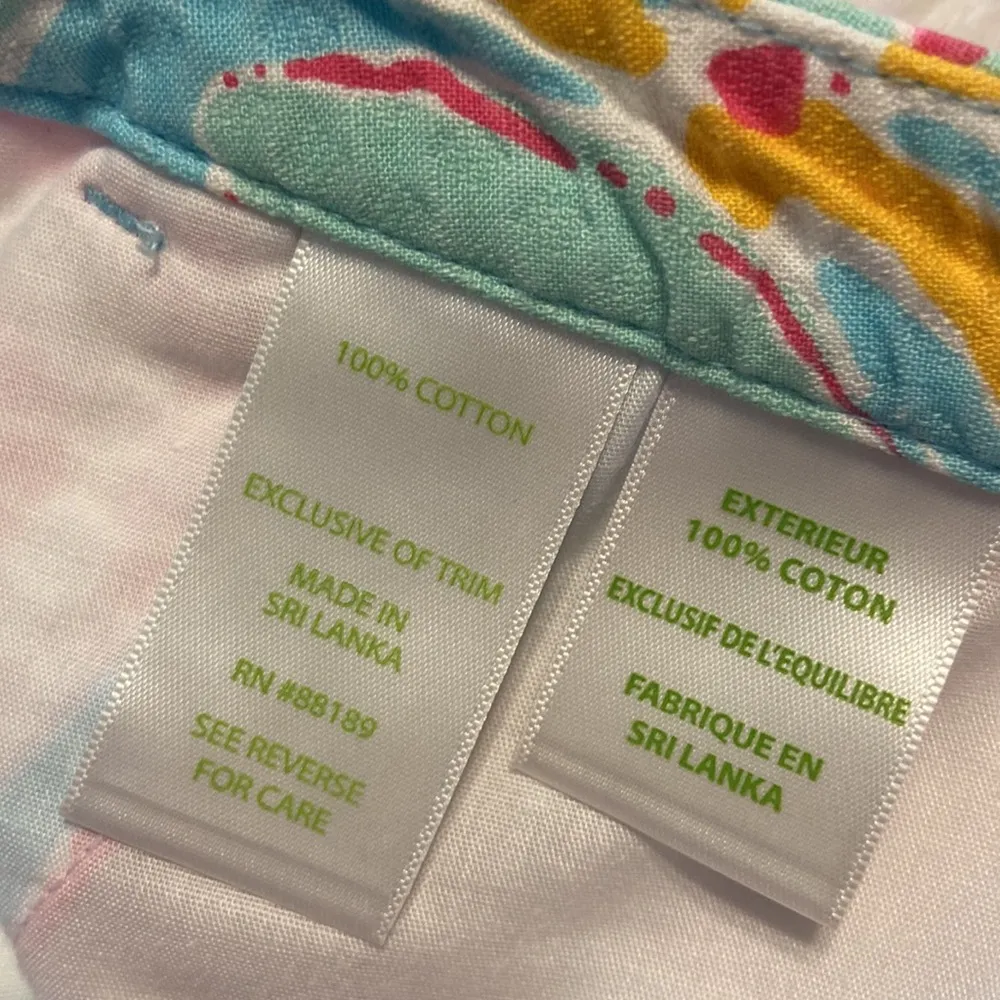 100% COTTON
EXCLUSIVE OF TRIM
MADE IN
SRI LANKA
RN #88189
SEE REVERSE
FOR CARE
EXTERIEUR
100% COTON
EXCLUSIF DE L'EQUILIBRE
FABRIQUE EN
SRI LANKA